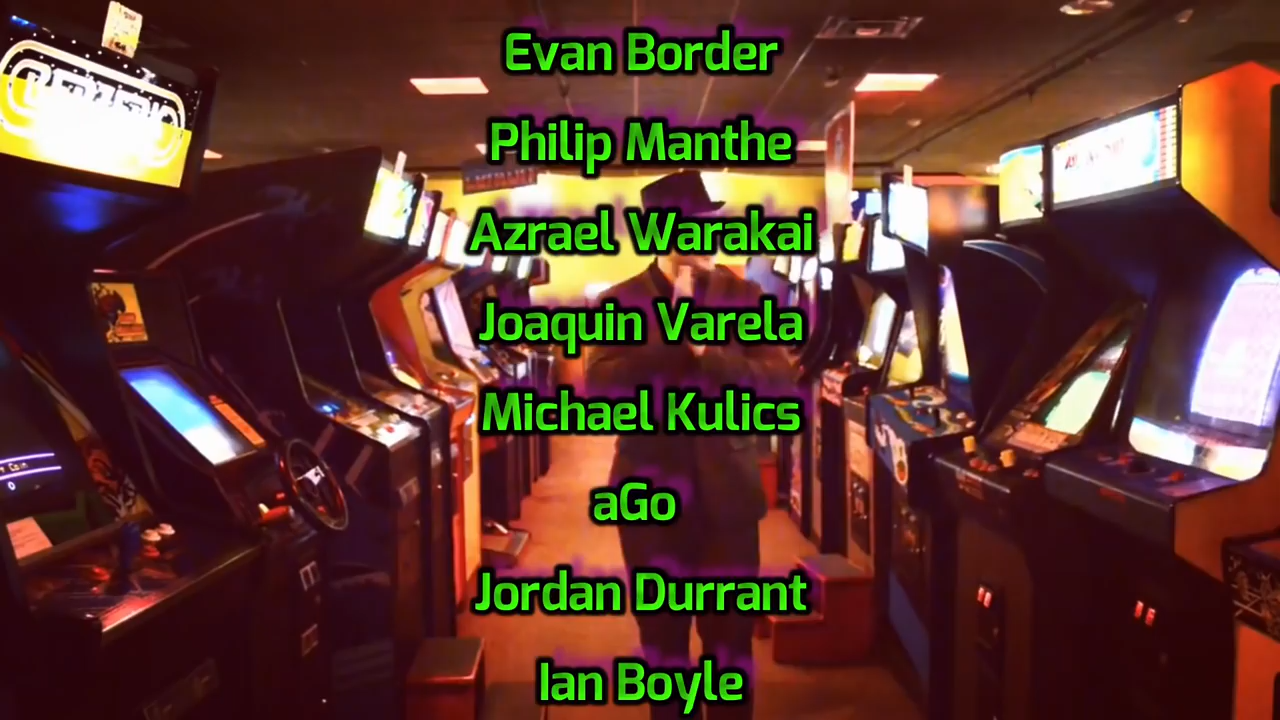 Evan Border
Philip Manthe
Azrael Warakai
Joaquin Varela
Michael Kulics
aGo
Jordan Durrant
Ian Boyle